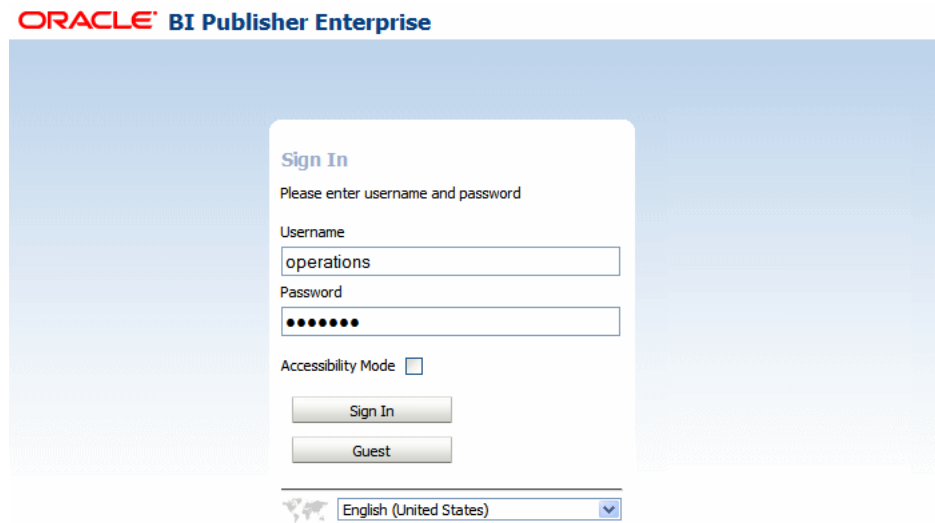 ORACLE BI Publisher Enterprise
Sign In
Please enter username and password
Username
operations
Password
●●●●●●●
Accessibility Mode
Sign In
Guest
English (United States)